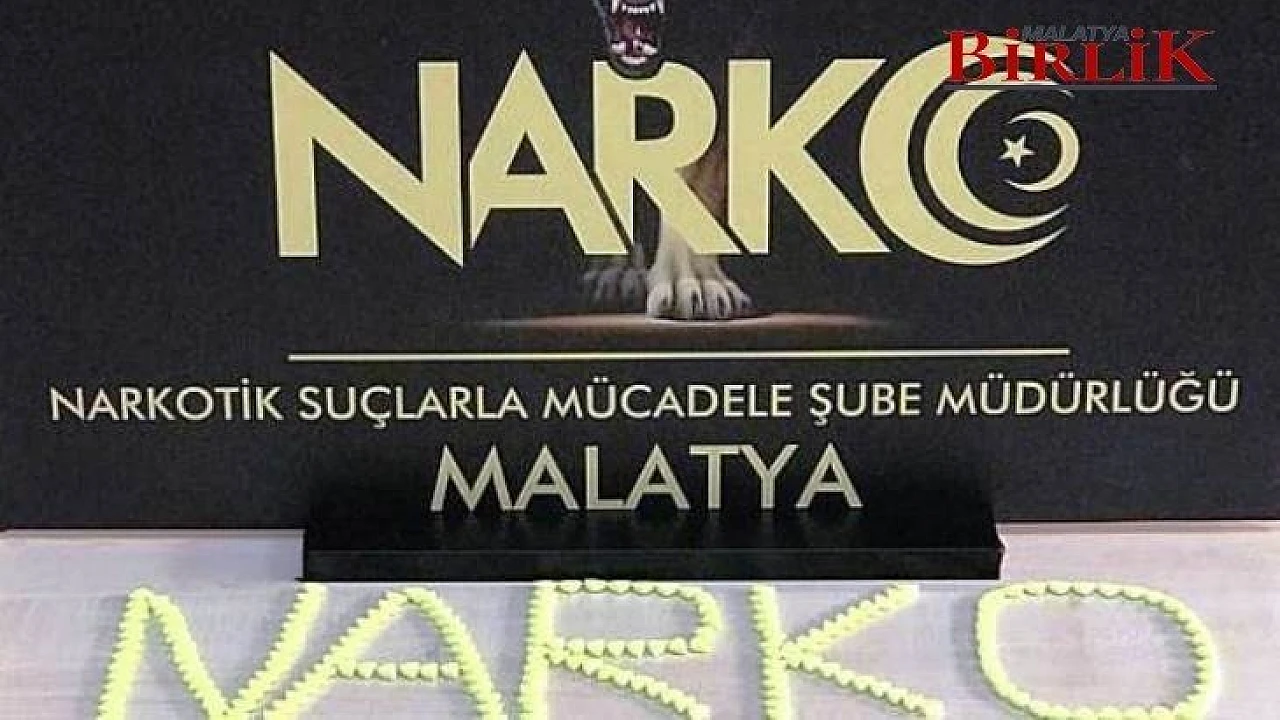 MALATYA
BİRLİK
NARKO
NARKOTİK SUÇLARLA MÜCADELE ŞUBE MÜDÜRLÜĞÜ
MALATYA
NARKO